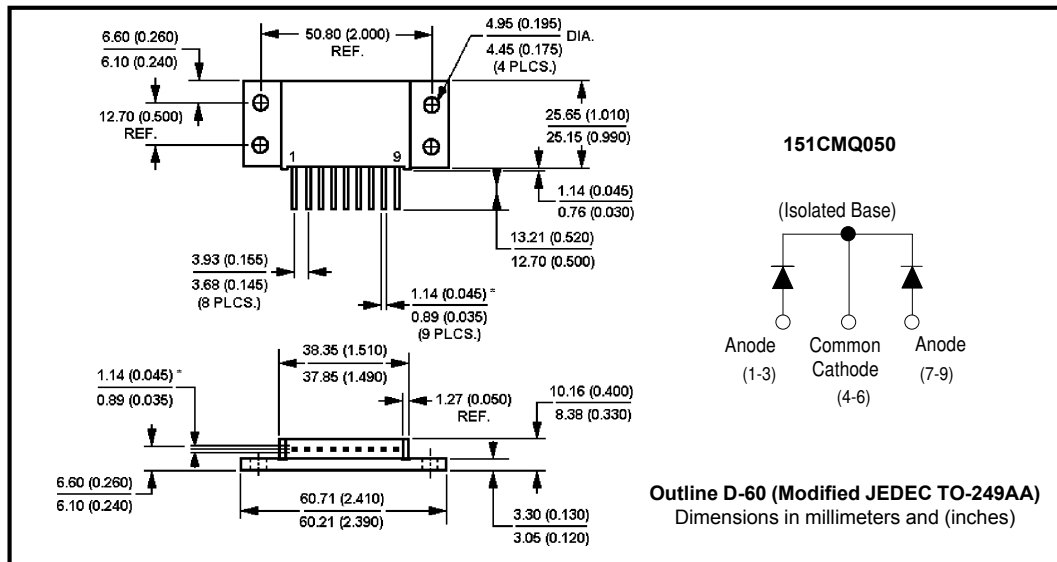 6.60 (0.260)
6.10 (0.240)
50.80 (2.000)
REF.
4.95 (0.195)
4.45 (0.175)
DIA.
(4 PLCS.)
12.70 (0.500)
REF.
25.65 (1.010)
25.15 (0.990)
1
9
1.14 (0.045)
0.76 (0.030)
13.21 (0.520)
12.70 (0.500)
3.93 (0.155)
3.68 (0.145)
(8 PLCS.)
1.14 (0.045) *
0.89 (0.035)
(9 PLCS.)
38.35 (1.510)
37.85 (1.490)
1.14 (0.045) *
0.89 (0.035)
1.27 (0.050)
REF.
10.16 (0.400)
8.38 (0.330)
6.60 (0.260)
6.10 (0.240)
60.71 (2.410)
60.21 (2.390)
3.30 (0.130)
3.05 (0.120)
151CMQ050
(Isolated Base)
Anode
(1-3)
Common
Cathode
(4-6)
Anode
(7-9)
Outline D-60 (Modified JEDEC TO-249AA)
Dimensions in millimeters and (inches)